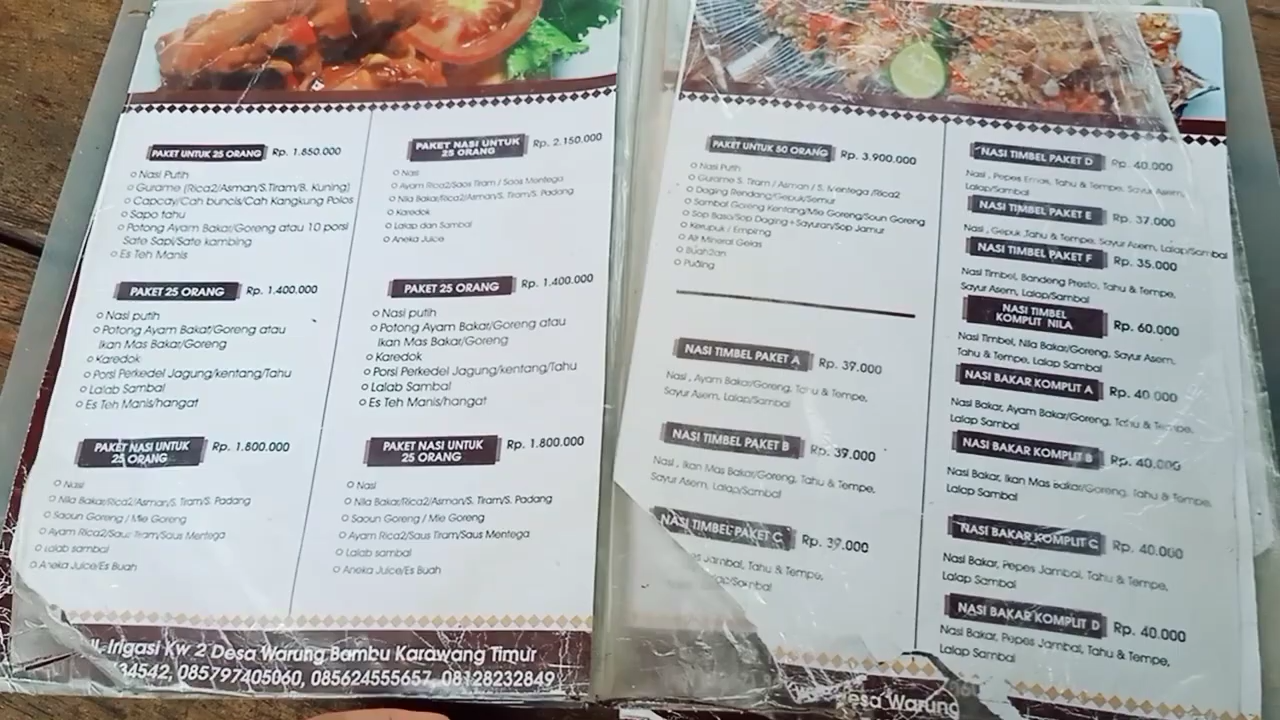 PAKET UNTUK 25 ORANG Rp. 1.850.000
Nasi Putih
Gurame (Rica2/Asman/S.Tiram/B. Kuning)
Capcay/Cah buncis/Cah Kangkung Polos
Sapo tahu
Potong Ayam Bakar/Goreng atau 10 porsi
Sate Sapi/Sate kambing
Es Teh Manis
PAKET 25 ORANG Rp. 1.400.000
Nasi putih
Potong Ayam Bakar/Goreng atau
Ikan Mas Bakar/Goreng
Karedok
Porsi Perkedel Jagung/kentang/Tahu
Lalab Sambal
Es Teh Manis/hangat
PAKET NASI UNTUK
25 ORANG Rp. 1.800.000
Nasi
Nila Bakar/Rica2/Asman/S. Tiram/S. Padang
Saoun Goreng / Mie Goreng
Ayam Rica2/Saus Tiram/Saus Mentega
Lalab sambal
Aneka Juice/Es Buah
PAKET NASI UNTUK
25 ORANG Rp. 2.150.000
Nasi
Ayam Rica2/Saos Tiram / Saos Mentega
Nila Bakar/Rica2/Asman/S. Tiram/S. Padang
Karedok
Lalap dan Sambal
Aneka Juice
PAKET 25 ORANG Rp. 1.400.000
Nasi putih
Potong Ayam Bakar/Goreng atau
Ikan Mas Bakar/Goreng
Karedok
Porsi Perkedel Jagung/kentang/Tahu
Lalab Sambal
Es Teh Manis/hangat
PAKET NASI UNTUK
25 ORANG Rp. 1.800.000
Nasi
Nila Bakar/Rica2/Asman/S. Tiram/S. Padang
Saoun Goreng / Mie Goreng
Ayam Rica2/Saus Tiram/Saus Mentega
Lalab sambal
Aneka Juice/Es Buah
Irigasi Kw 2 Desa Warung Bambu Karawang Timur
34542, 085797405060, 085624555657, 08128232849
PAKET UNTUK 50 ORANG Rp. 3.900.000
Nasi Putih
Gurame S. Tiram / Asman / S. Mentega /Rica2
Daging Rendang/Gepuk/Semur
Sambal Goreng Kentang/Mie Goreng/Soun Goreng
Sop Baso/Sop Daging+Sayuran/Sop Jamur
Kerupuk / Emping
Air Mineral Gelas
Buah2an
Puding
NASI TIMBEL PAKET A Rp. 39.000
Nasi , Ayam Bakar/Goreng, Tahu & Tempe,
Sayur Asem, Lalap/Sambal
NASI TIMBEL PAKET B Rp. 39.000
Nasi , Ikan Mas Bakar/Goreng, Tahu & Tempe,
Sayur Asem, Lalap/Sambal
NASI TIMBEL PAKET C Rp. 39.000
Jambal, Tahu & Tempe,
Lalap/Sambal
NASI TIMBEL PAKET D Rp. 40.000
Nasi , Pepes Emas, Tahu & Tempe, Sayur Asem,
Lalap/Sambal
NASI TIMBEL PAKET E Rp. 37.000
Nasi , Gepuk ,Tahu & Tempe, Sayur Asem, Lalap/Sambal
NASI TIMBEL PAKET F Rp. 35.000
Nasi Timbel, Bandeng Presto, Tahu & Tempe,
Sayur Asem, Lalap/Sambal
NASI TIMBEL
KOMPLIT NILA Rp. 60.000
Nasi Timbel, Nila Bakar/Goreng, Sayur Asem,
Tahu & Tempe, Lalap Sambal
NASI BAKAR KOMPLIT A Rp. 40.000
Nasi Bakar, Ayam Bakar/Goreng, Tahu & Tempe,
Lalap Sambal
NASI BAKAR KOMPLIT B Rp. 40.000
Nasi Bakar, Ikan Mas Bakar/Goreng, Tahu & Tempe,
Lalap Sambal
NASI BAKAR KOMPLIT C Rp. 40.000
Nasi Bakar, Pepes Jambal, Tahu & Tempe,
Lalap Sambal
NASI BAKAR KOMPLIT D Rp. 40.000
Nasi Bakar, Pepes Jambal, Tahu & Tempe,
Lalap Sambal
Desa Warung